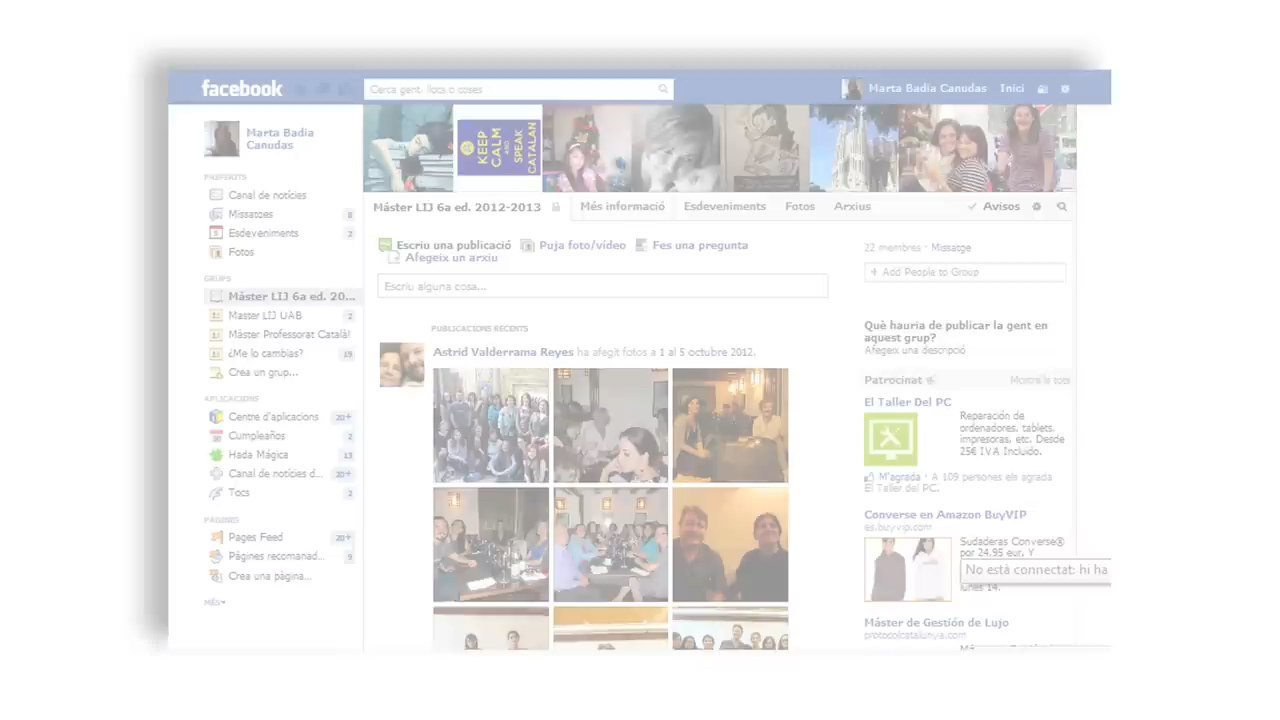 facebook
Cerca gent, llocs o coses
Marta Badia Canudas Inici
Marta Badia
Canudas
KEEP
CALM
AND
SPEAK
CATALAN
PREFERITS
Canal de notícies
Missatges 8
Esdeveniments 2
Fotos
GRUPS
Máster LIJ 6a ed. 20...
Master LIJ UAB 2
Màster Professorat Català!
¿Me lo cambias? 19
Crea un grup...
APLICACIONS
Centre d'aplicacions 20+
Cumpleaños 2
Hada Mágica 13
Canal de notícies d... 20+
Tocs 2
PÀGINES
Pages Feed 20+
Pàgines recomanad... 9
Crea una pàgina...
MÉS
Máster LIJ 6a ed. 2012-2013
Més informació
Esdeveniments
Fotos
Arxius
Avisos
Escriu una publicació
Puja foto/vídeo
Fes una pregunta
Afegeix un arxiu
Escriu alguna cosa...
PUBLICACIONS RECENTS
Astrid Valderrama Reyes ha afegit fotos a 1 al 5 octubre 2012.
22 membres · Missatge
+ Add People to Group
Què hauria de publicar la gent en
aquest grup?
Afegeix una descripció
Patrocinat
Mostra'ls tots
El Taller Del PC
Reparación de
ordenadores, tablets,
impresoras, etc. Desde
25€ IVA Incluido.
M'agrada · A 109 persones els agrada
El Taller del PC.
Converse en Amazon BuyVIP
es.buyvip.com
Sudaderas Converse®
por 24.95 eur. Y
No està connectat: hi ha
lunes 14.
Máster de Gestión de Lujo
protocolcatalunya.com